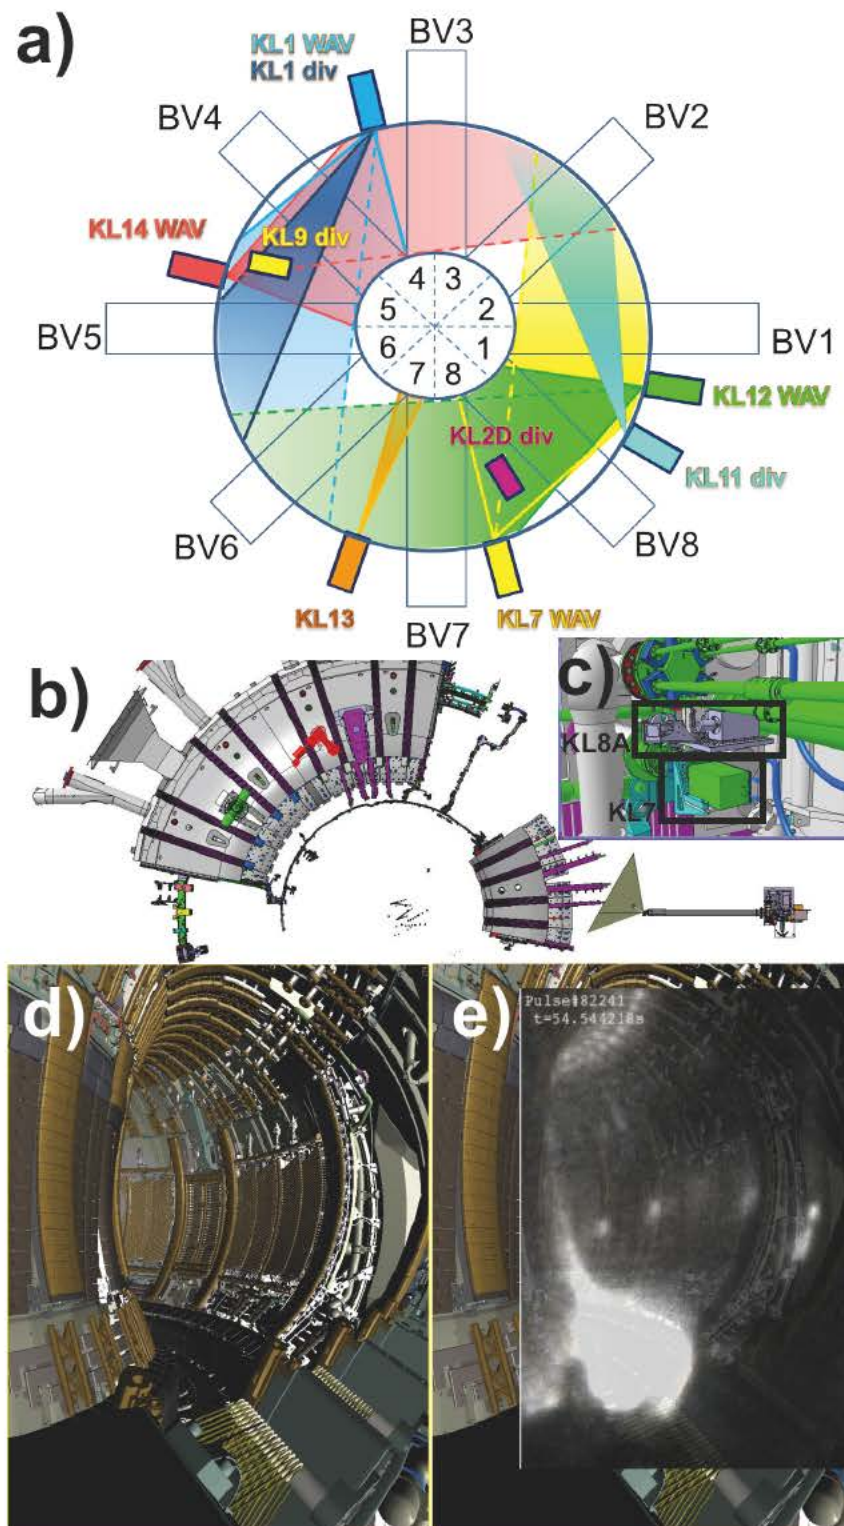 a)
KL1 WAV
KL1 div
BV3
BV4
BV2
KL14 WAV
KL9 div
4
3
5
2
6
1
7
8
BV5
BV1
KL12 WAV
KL2D div
KL11 div
BV6
BV8
KL13
KL7 WAV
BV7
b)
c)
KL8A
KL7
d)
e)
Pulse#82241
t=54.544218s